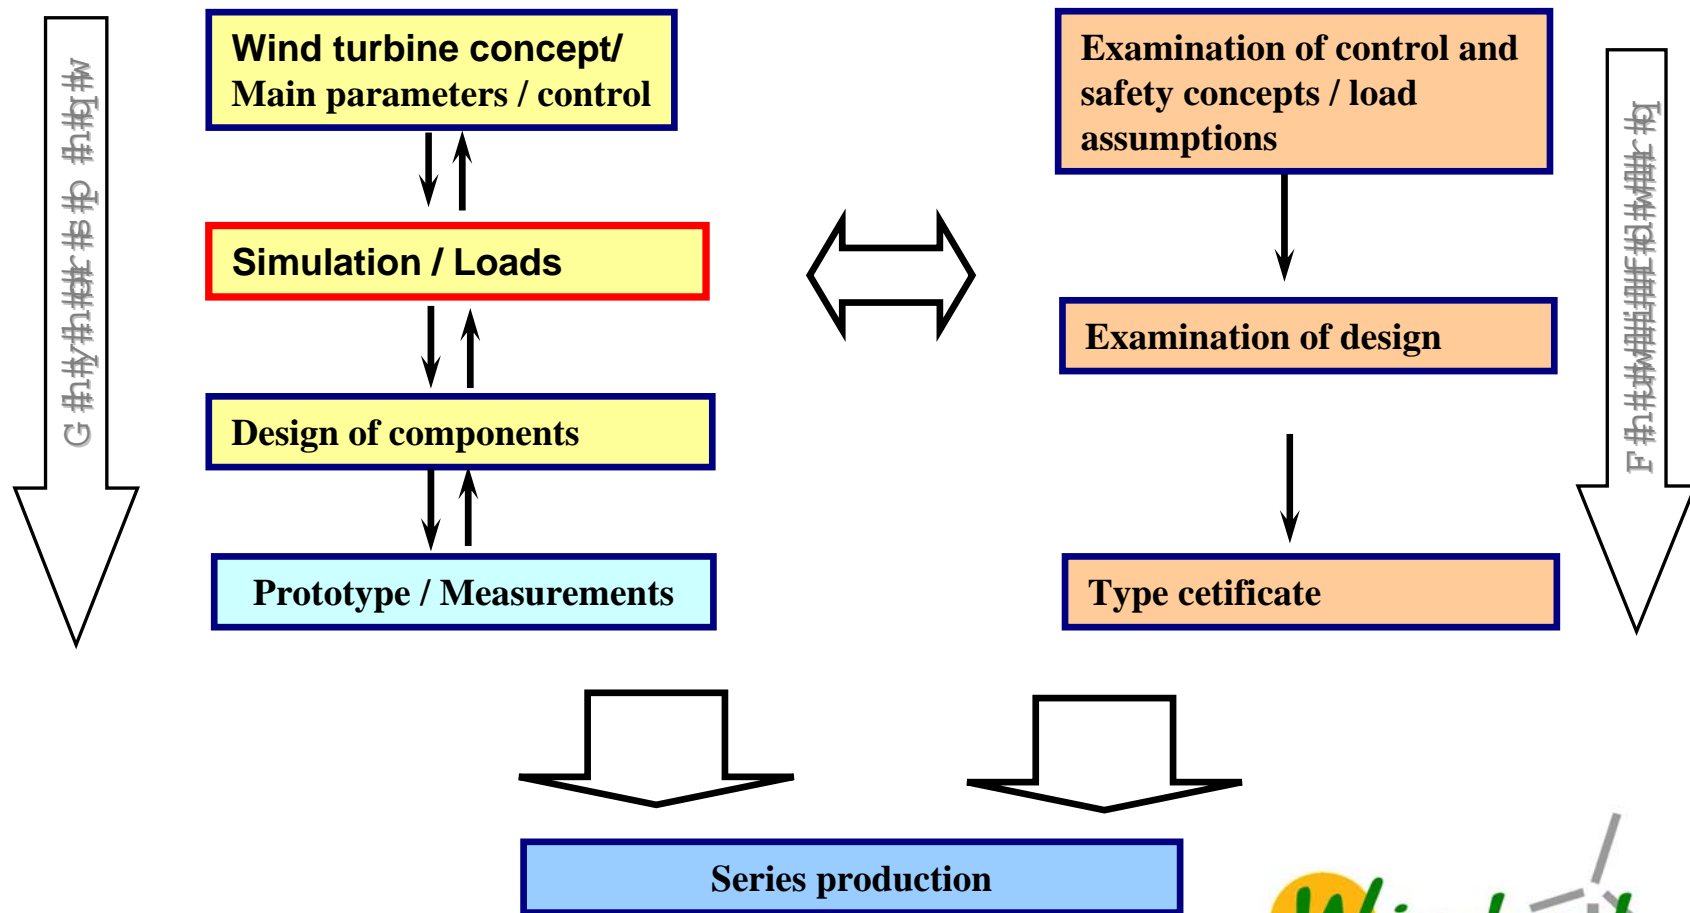 Wind turbine concept/
Main parameters / control
Simulation / Loads
Design of components
Prototype / Measurements
Examination of control and
safety concepts / load
assumptions
Examination of design
Type cetificate
Series production